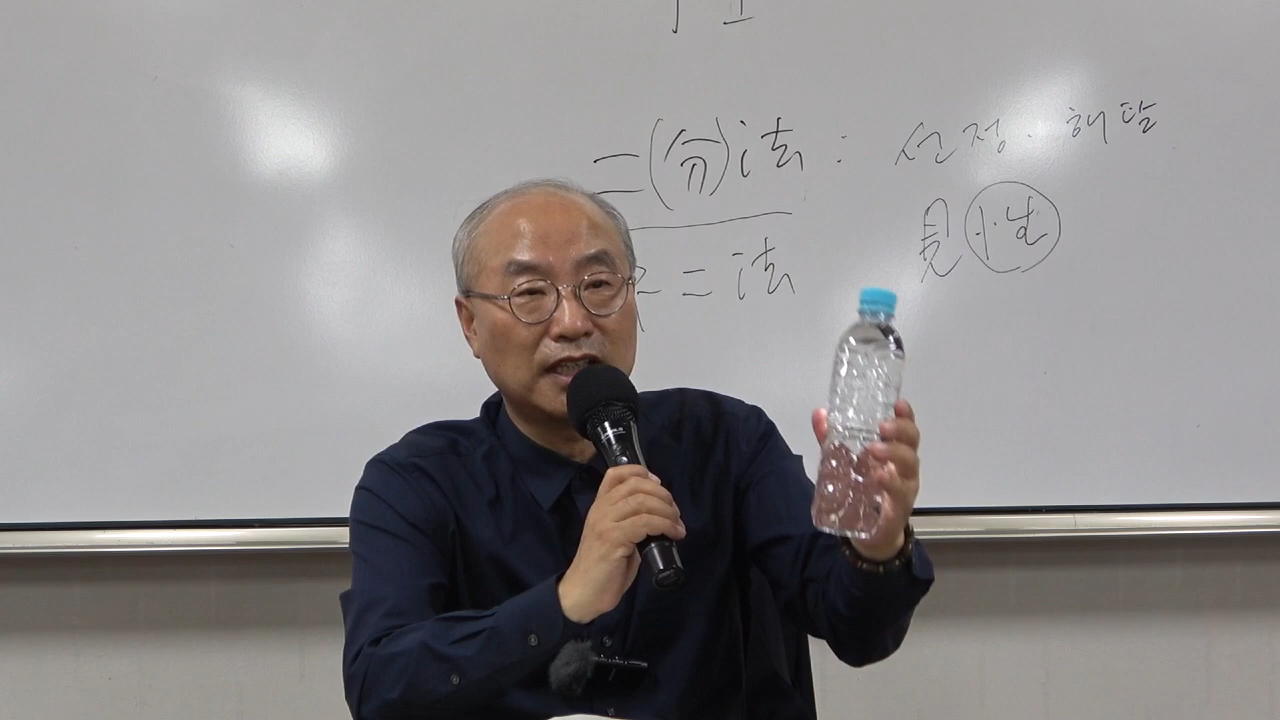 二(分)法 : 선정. 해탈
見性
二法